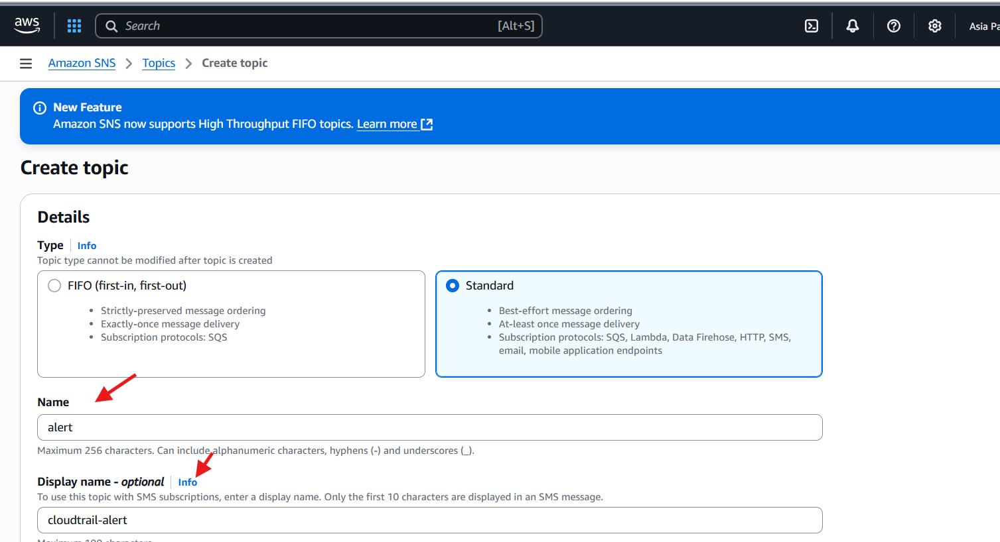 aws
Search [Alt+S]
Asia Pa
Amazon SNS > Topics > Create topic
New Feature
Amazon SNS now supports High Throughput FIFO topics. Learn more
Create topic
Details
Type Info
Topic type cannot be modified after topic is created
FIFO (first-in, first-out)
• Strictly-preserved message ordering
• Exactly-once message delivery
• Subscription protocols: SQS
Standard
• Best-effort message ordering
• At-least once message delivery
• Subscription protocols: SQS, Lambda, Data Firehose, HTTP, SMS,
email, mobile application endpoints
Name
alert
Maximum 256 characters. Can include alphanumeric characters, hyphens (-) and underscores (_).
Display name - optional Info
To use this topic with SMS subscriptions, enter a display name. Only the first 10 characters are displayed in an SMS message.
cloudtrail-alert
Maximum 100 characters.